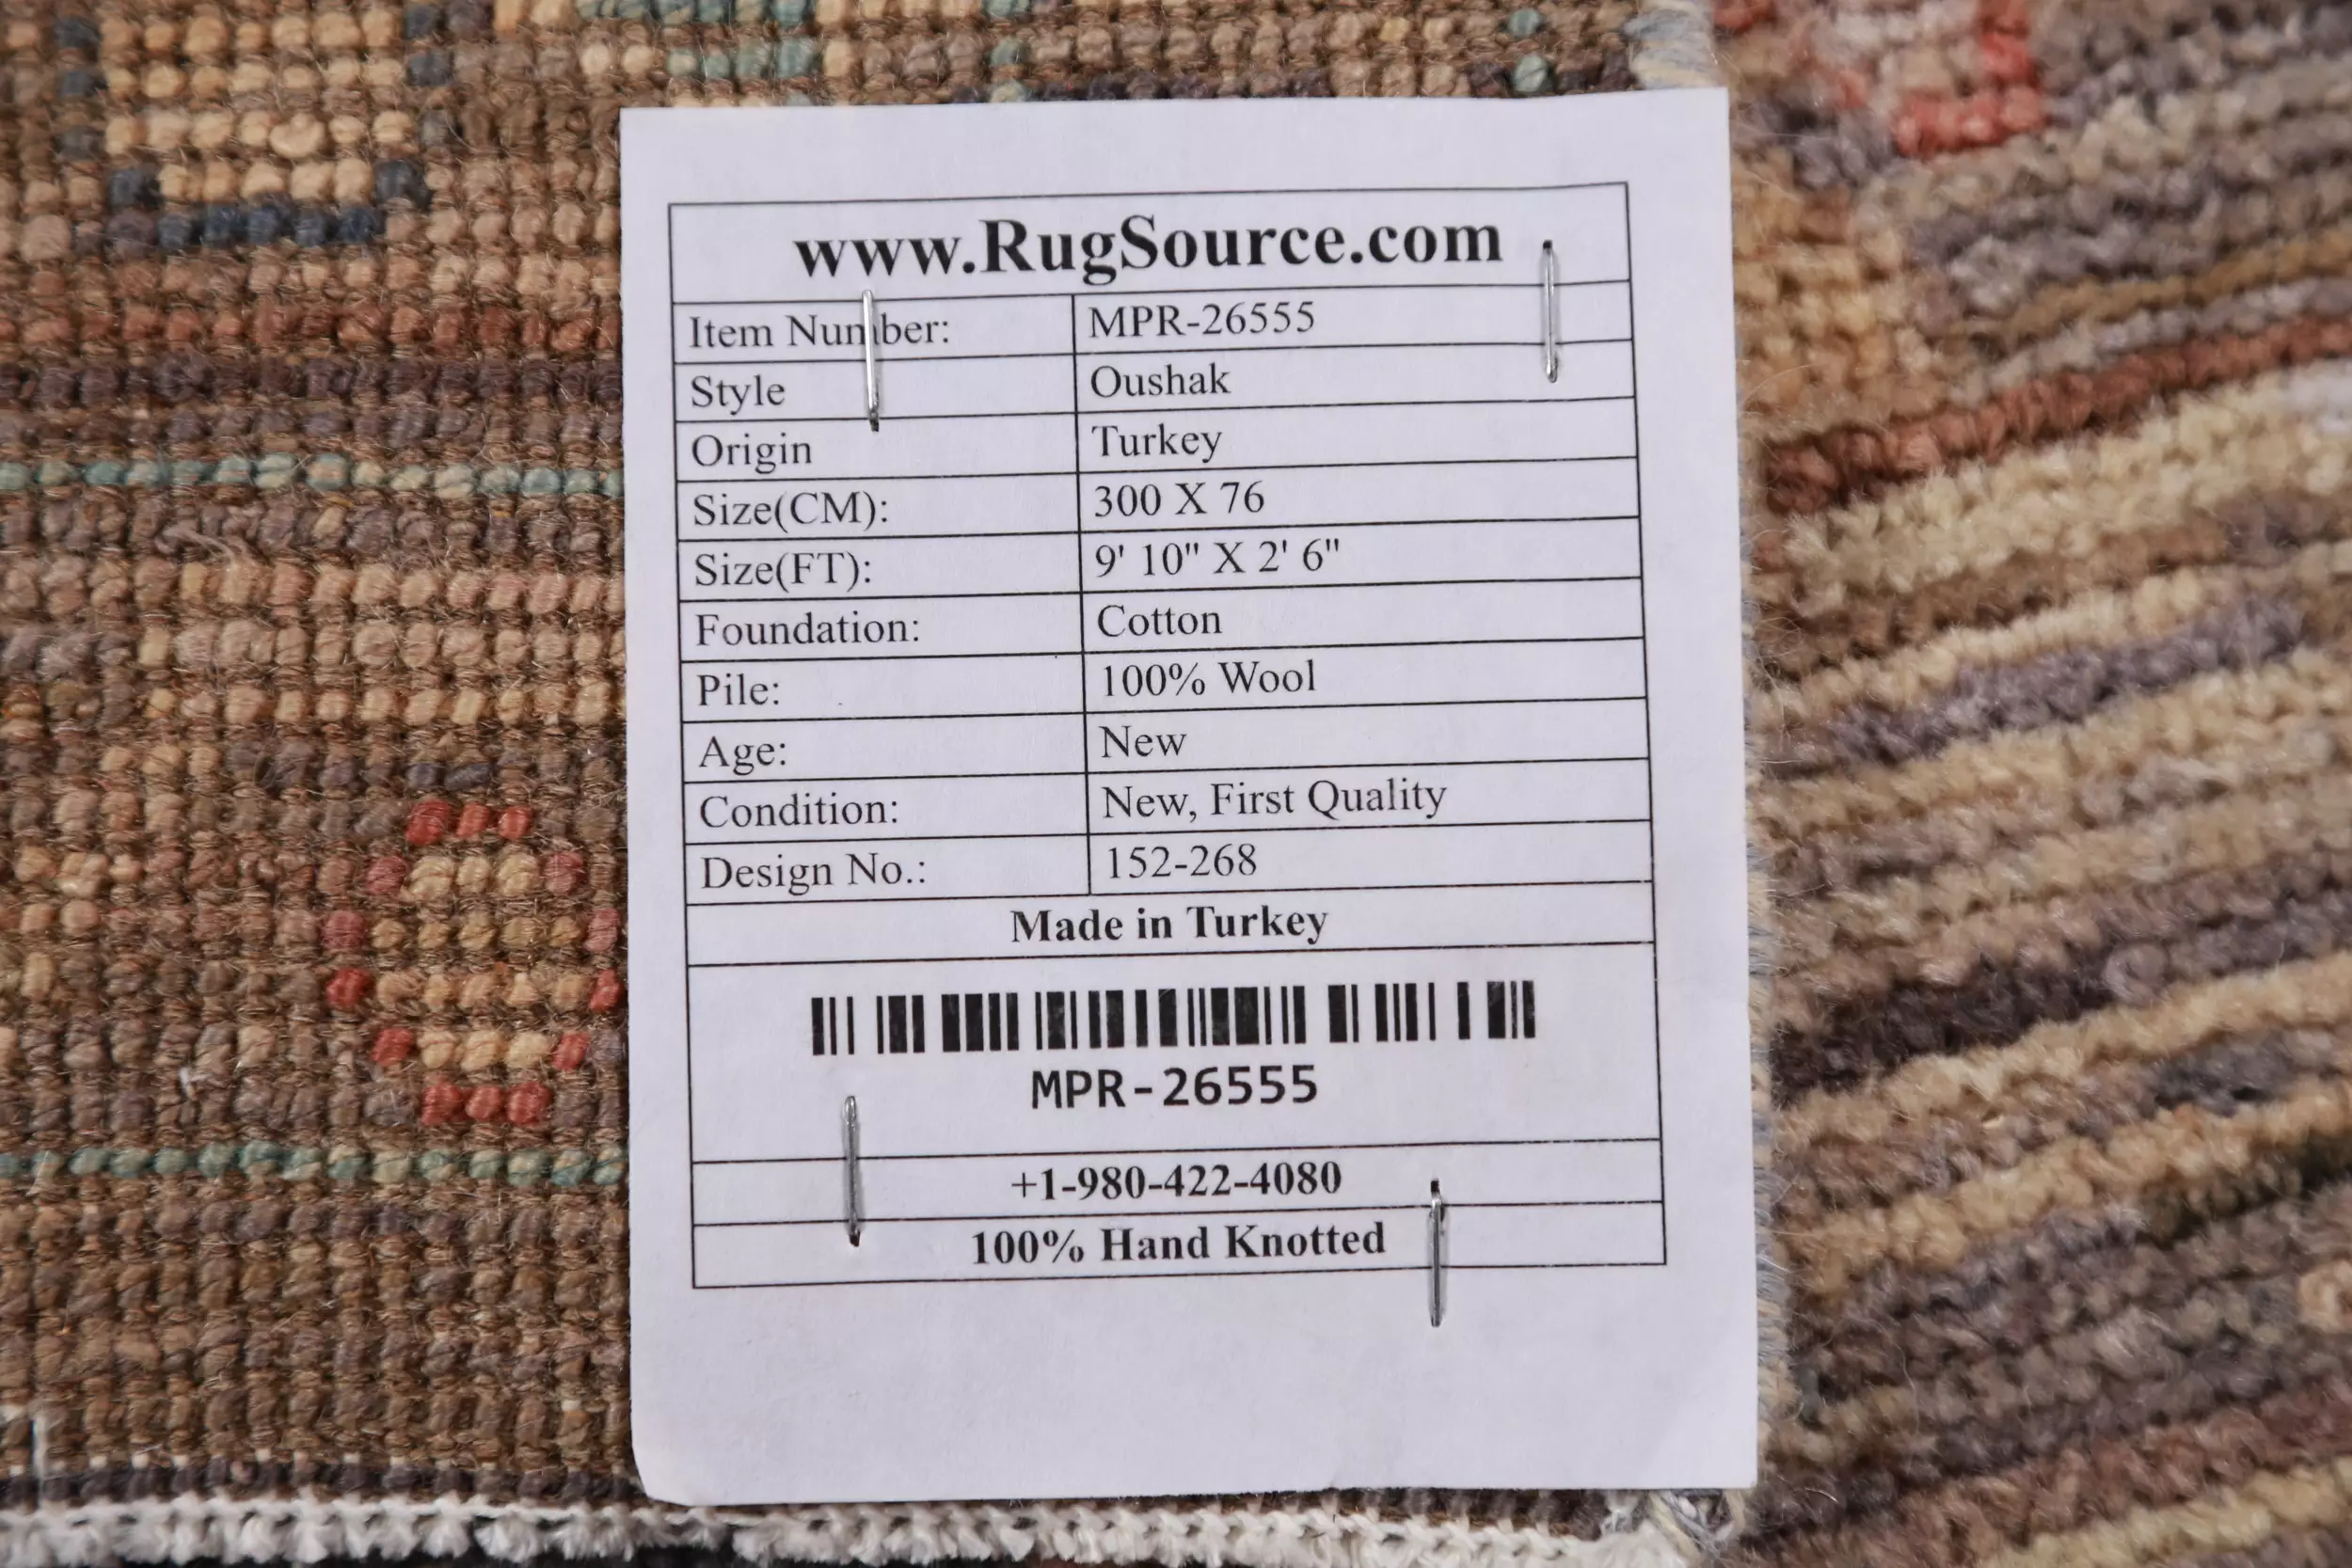 www.RugSource.com
Item Number: MPR-26555
Style Oushak
Origin Turkey
Size(CM): 300 X 76
Size(FT): 9' 10" X 2' 6"
Foundation: Cotton
Pile: 100% Wool
Age: New
Condition: New, First Quality
Design No.: 152-268
Made in Turkey
MPR-26555
+1-980-422-4080
100% Hand Knotted